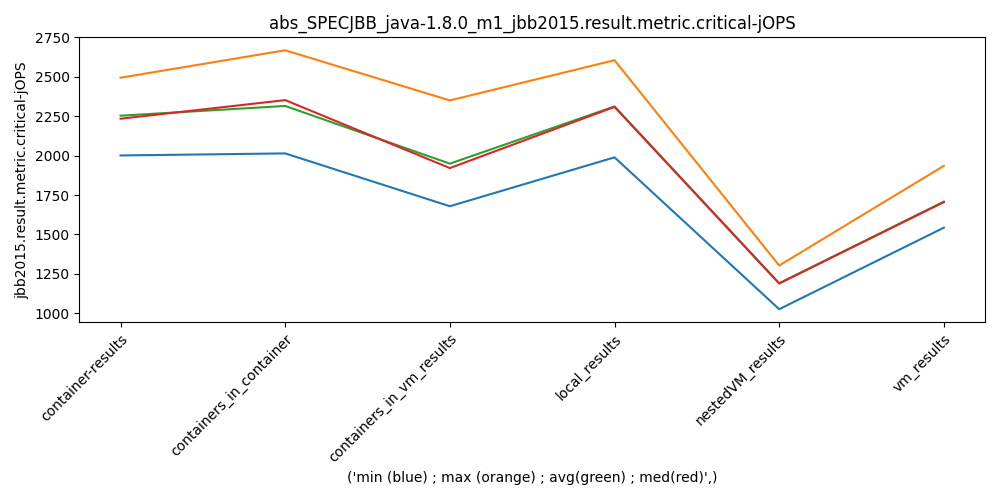 abs_SPECJBB_java-1.8.0_m1_jbb2015.result.metric.critical-jOPS
jbb2015.result.metric.critical-jOPS
2750
2500
2250
2000
1750
1500
1250
1000
container-results
containers_in_container
containers_in_vm_results
local_results
nestedVM_results
vm_results
('min (blue) ; max (orange) ; avg(green) ; med(red)',)